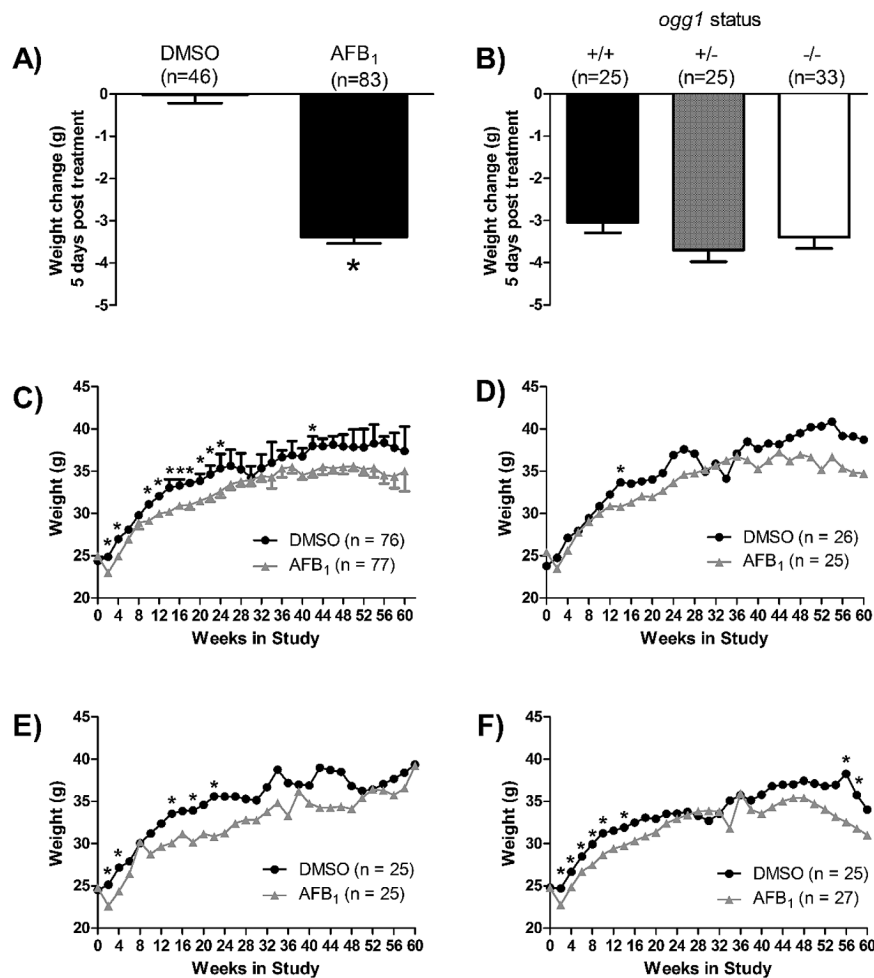 ogg1 status
A)
DMSO
(n=46)
AFB1
(n=83)
Weight change (g)
5 days post treatment
0
-1
-2
-3
-4
-5
*
B)
+/+
(n=25)
+/-
(n=25)
-/-
(n=33)
Weight change (g)
5 days post treatment
0
-1
-2
-3
-4
-5
C)
Weight (g)
45
40
35
30
25
20
* * * * * * * * * * *
DMSO (n = 76)
AFB1 (n = 77)
0 4 8 12 16 20 24 28 32 36 40 44 48 52 56 60
Weeks in Study
D)
Weight (g)
45
40
35
30
25
20
*
DMSO (n = 26)
AFB1 (n = 25)
0 4 8 12 16 20 24 28 32 36 40 44 48 52 56 60
Weeks in Study
E)
Weight (g)
45
40
35
30
25
20
* * * * *
DMSO (n = 25)
AFB1 (n = 25)
0 4 8 12 16 20 24 28 32 36 40 44 48 52 56 60
Weeks in Study
F)
Weight (g)
45
40
35
30
25
20
* * * * * * * * *
DMSO (n = 25)
AFB1 (n = 27)
0 4 8 12 16 20 24 28 32 36 40 44 48 52 56 60
Weeks in Study